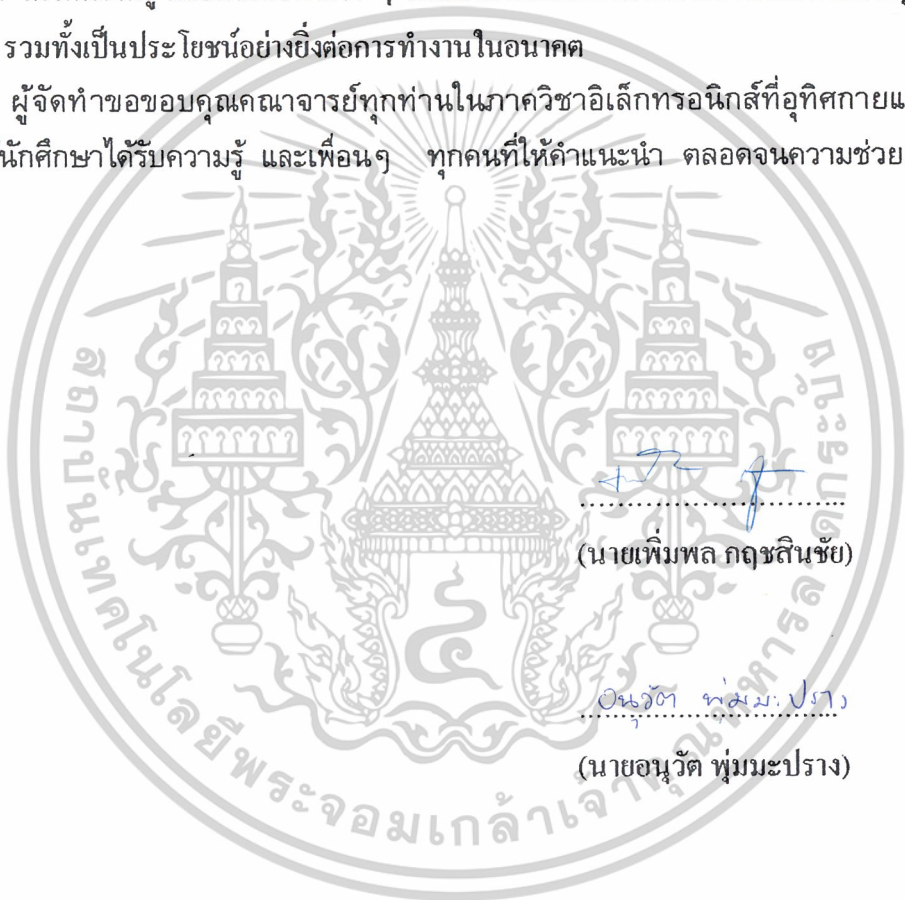 รวมทั้งเป็นประโยชน์อย่างยิ่งต่อการทำงานในอนาคต
ผู้จัดทำขอขอบคุณคณาจารย์ทุกท่านในภาควิชาอิเล็กทรอนิกส์ที่อุทิศกายแ
นักศึกษาได้รับความรู้ และเพื่อนๆ ทุกคนที่ให้คำแนะนำ ตลอดจนความช่วย
(นายเพิ่มพล กฤชสินชัย)
อนุวัต พุ่มมะปราง
(นายอนุวัต พุ่มมะปราง)
สถาบันเทคโนโลยีพระจอมเกล้าเจ้าคุณทหารลาดกระบัง